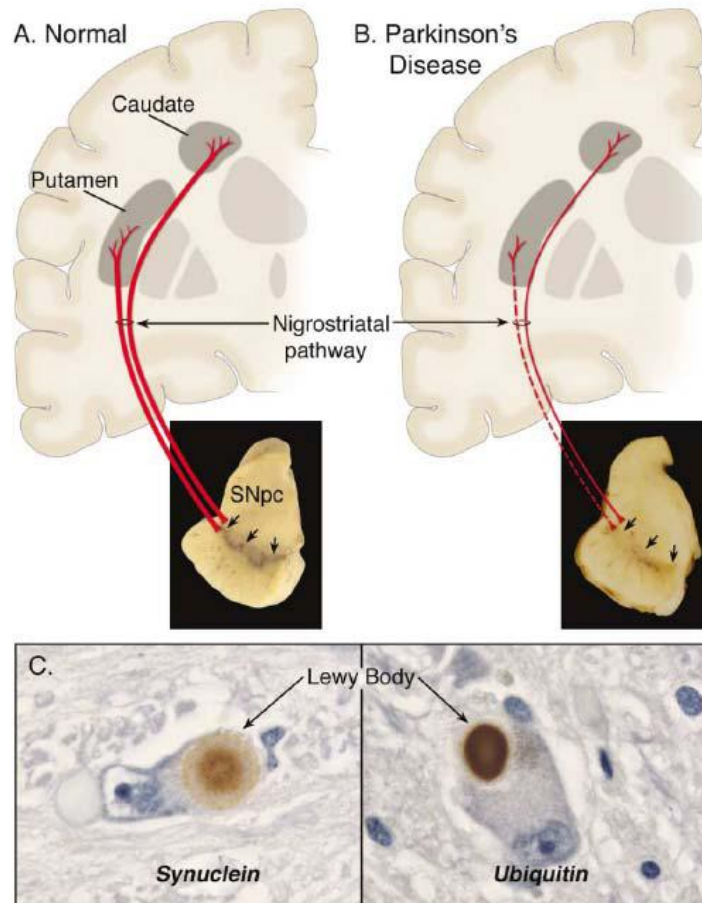 A. Normal
B. Parkinson's
Disease
Caudate
Putamen
Nigrostriatal
pathway
SNpc
C.
Lewy Body
Synuclein
Ubiquitin